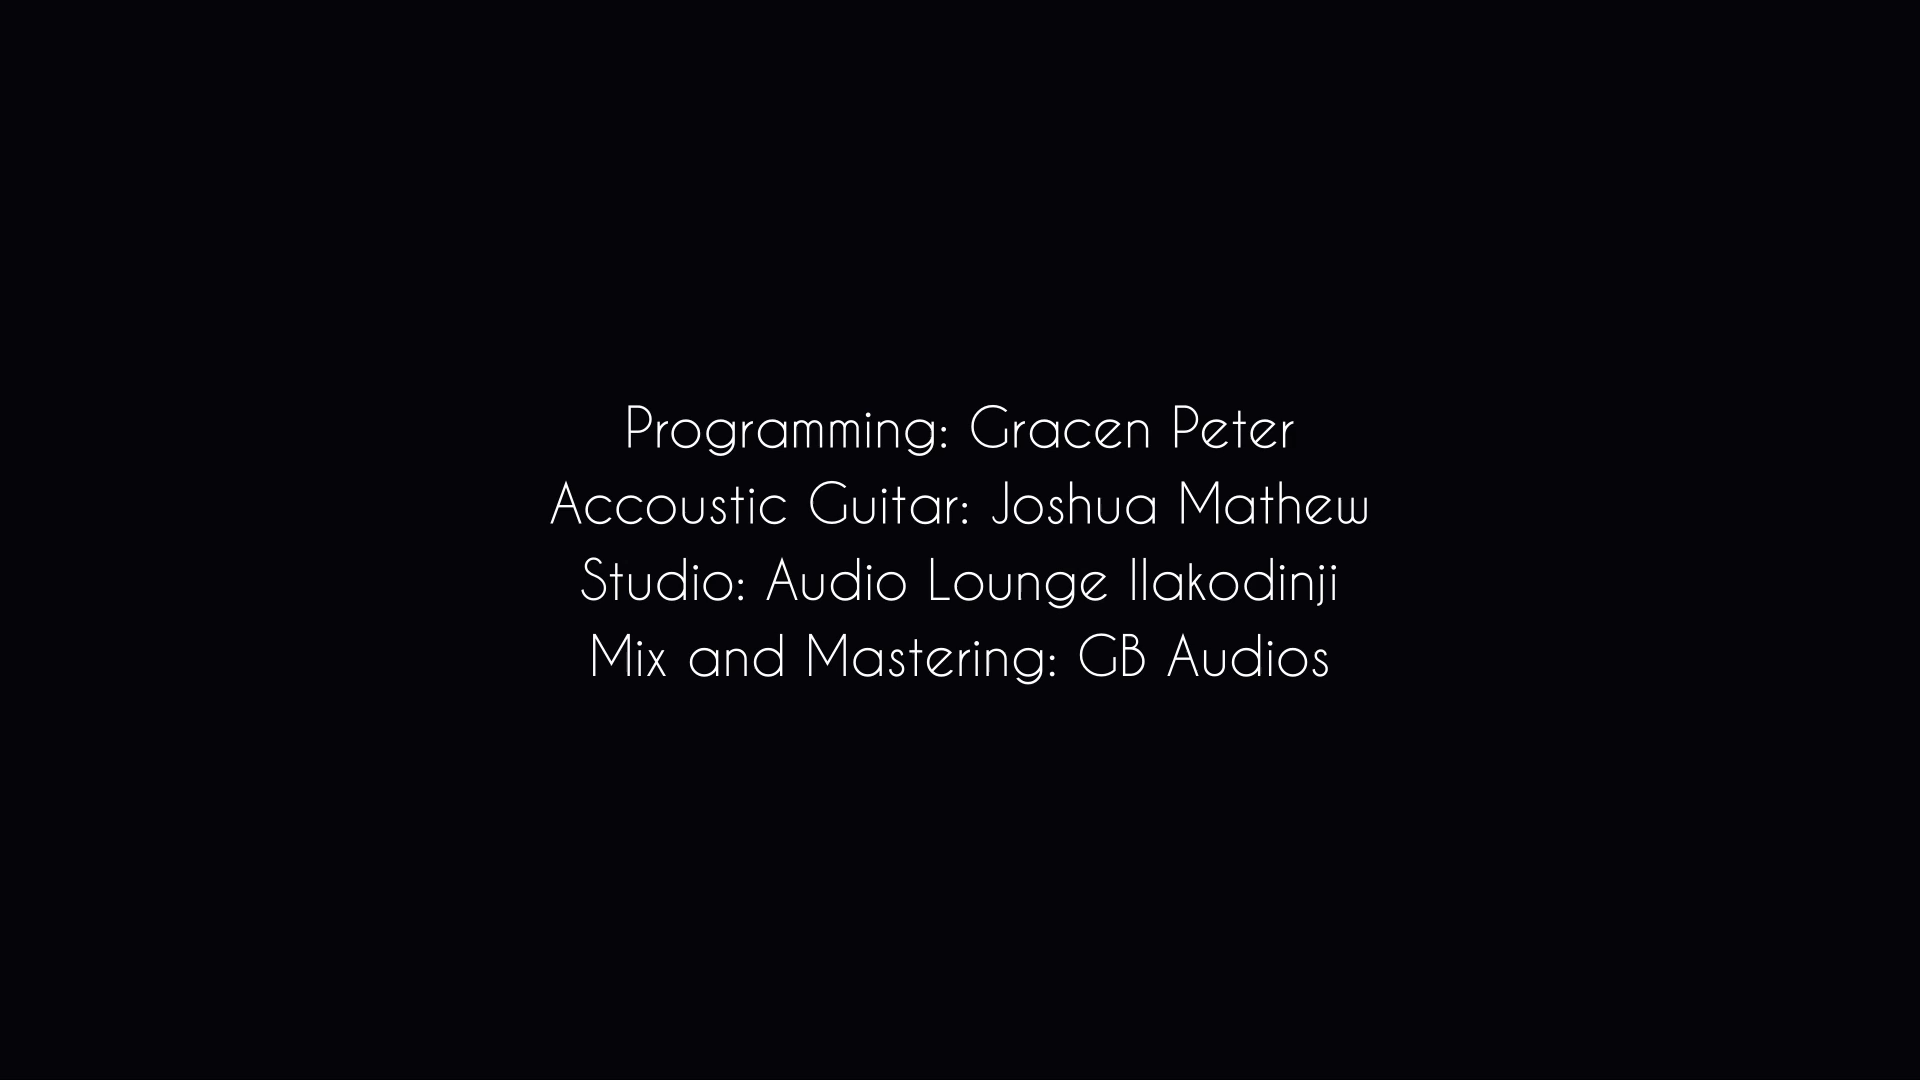 Programming: Gracen Peter
Accoustic Guitar: Joshua Mathew
Studio: Audio Lounge Ilakodinji
Mix and Mastering: GB Audios